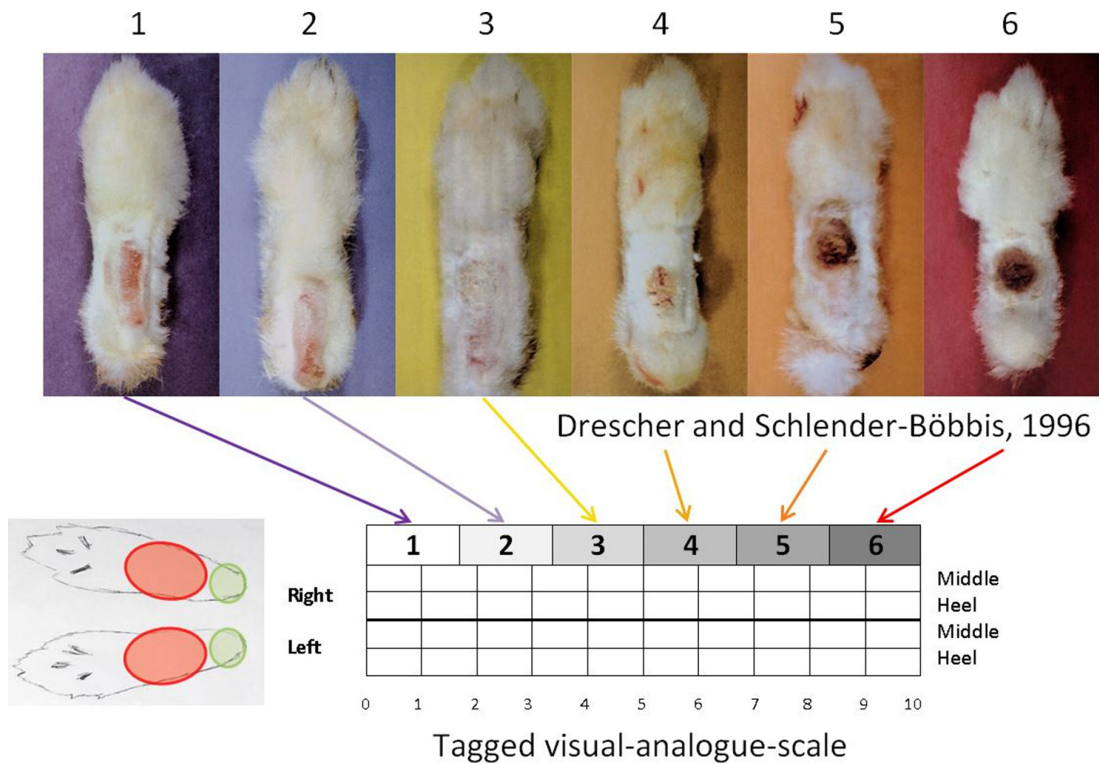 1 2 3 4 5 6
Drescher and Schlender-Böbbis, 1996
1 2 3 4 5 6
Middle
Right
Heel
Middle
Left
Heel
0 1 2 3 4 5 6 7 8 9 10
Tagged visual-analogue-scale